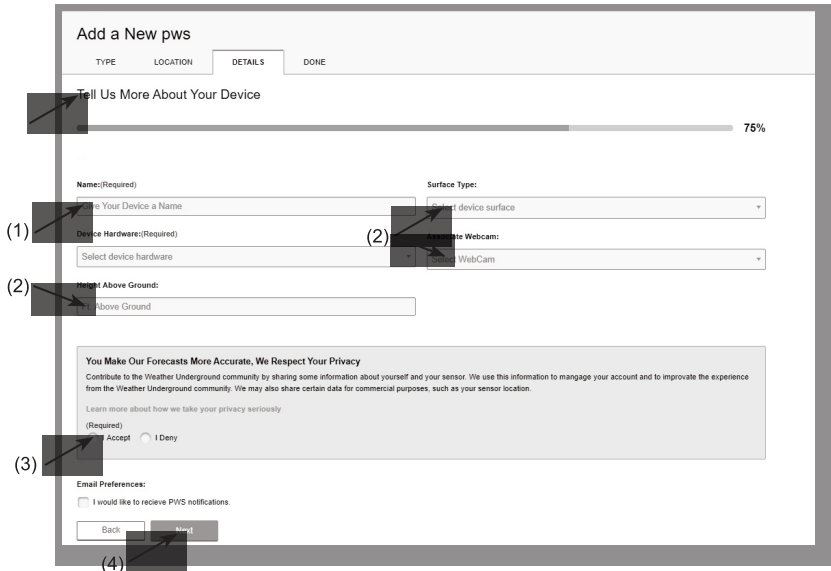 Add a New pws
TYPE LOCATION DETAILS DONE
Tell Us More About Your Device
75%
Name:(Required)
Give Your Device a Name
Surface Type:
Select device surface
(1)
(2)
Device Hardware:(Required)
Select device hardware
Associate Webcam:
Select WebCam
(2)
Height Above Ground:
Ft. Above Ground
You Make Our Forecasts More Accurate, We Respect Your Privacy
Contribute to the Weather Underground community by sharing some information about yourself and your sensor. We use this information to mangage your account and to improvate the experience
from the Weather Underground community. We may also share certain data for commercial purposes, such as your sensor location.
Learn more about how we take your privacy seriously
(Required)
I Accept I Deny
(3)
Email Preferences:
I would like to recieve PWS notifications.
Back Next
(4)